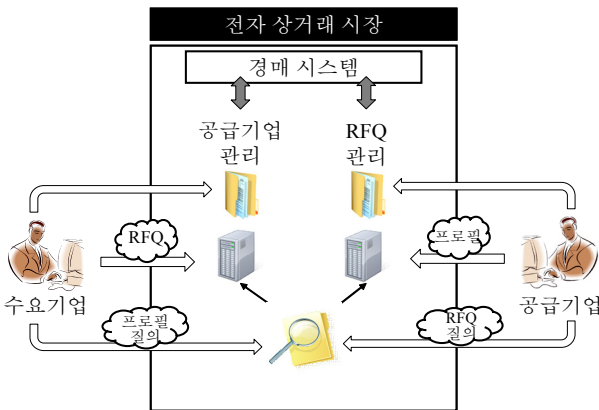 전자 상거래 시장
경매 시스템
공급기업
관리
RFQ
관리
RFQ
프로필
수요기업
공급기업
프로필
질의
RFQ
질의